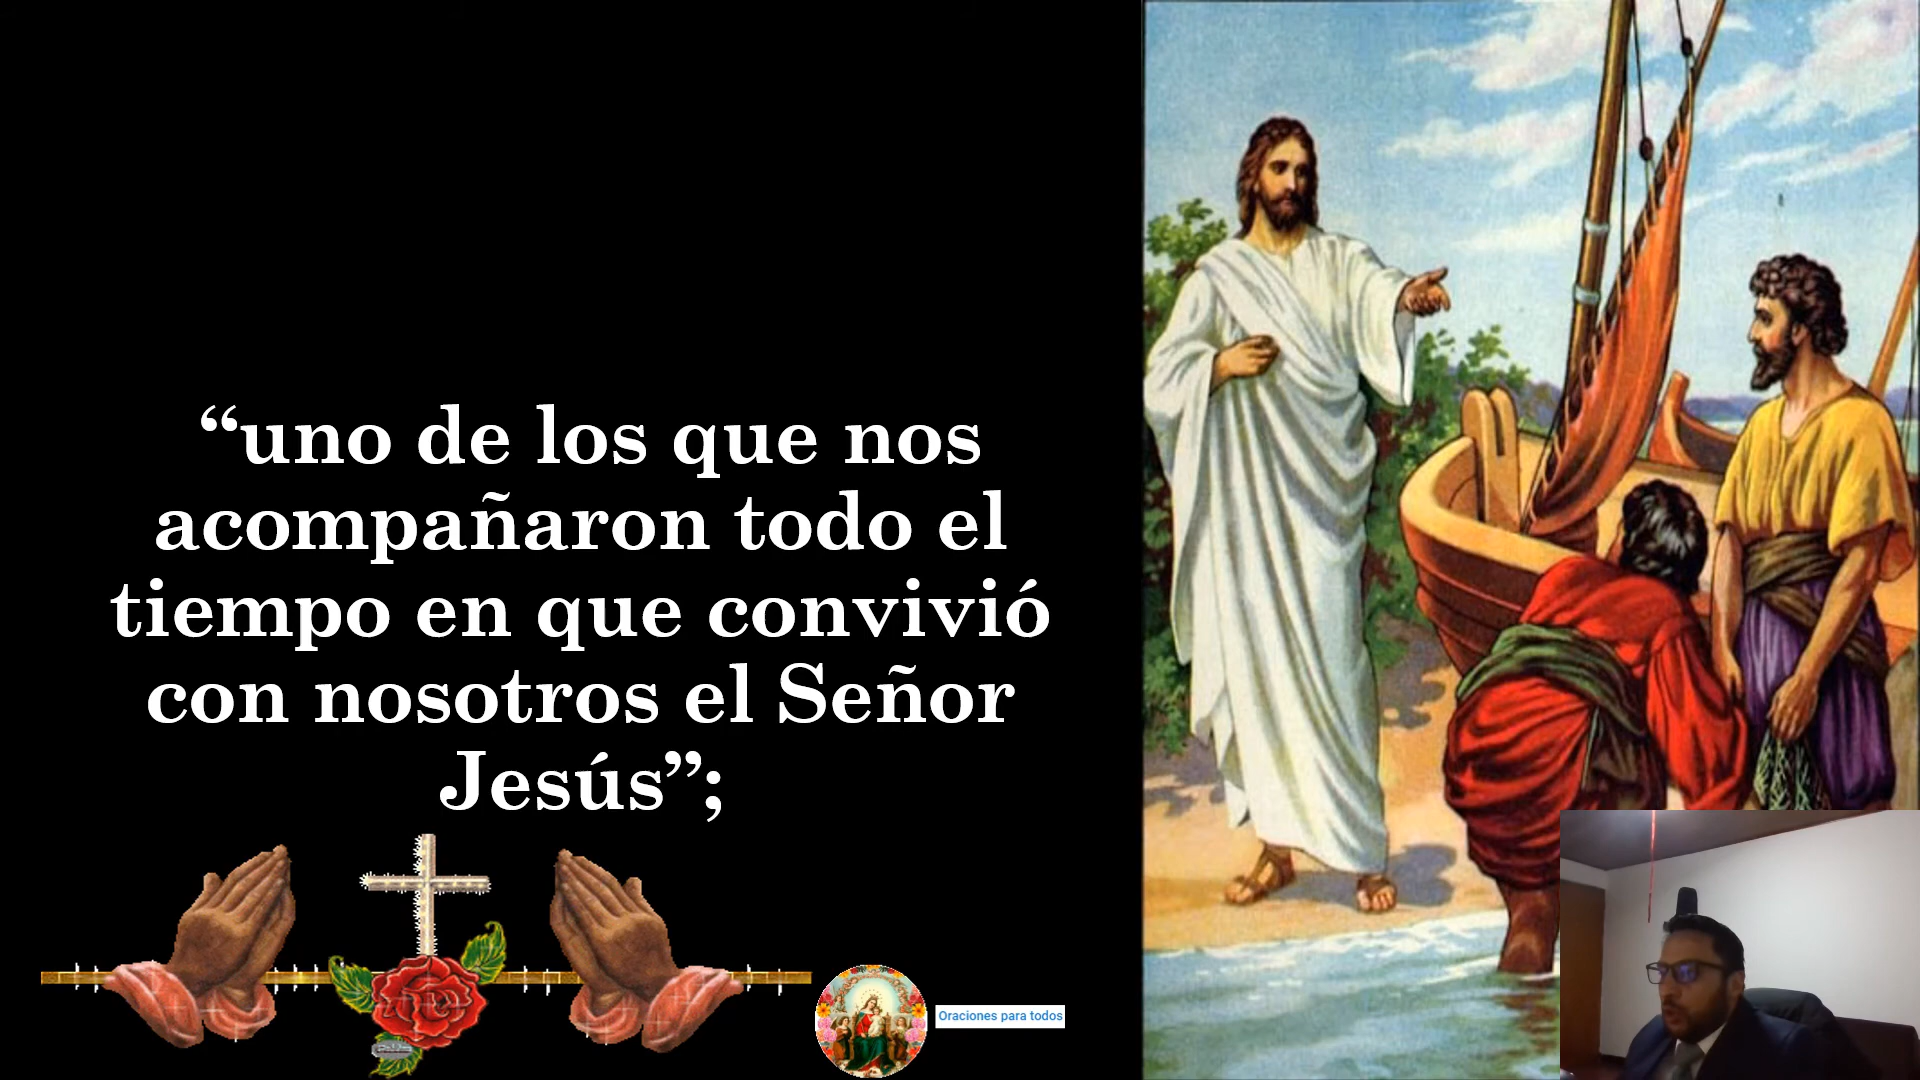 “uno de los que nos
acompañaron todo el
tiempo en que convivió
con nosotros el Señor
Jesús”;
Oraciones para todos